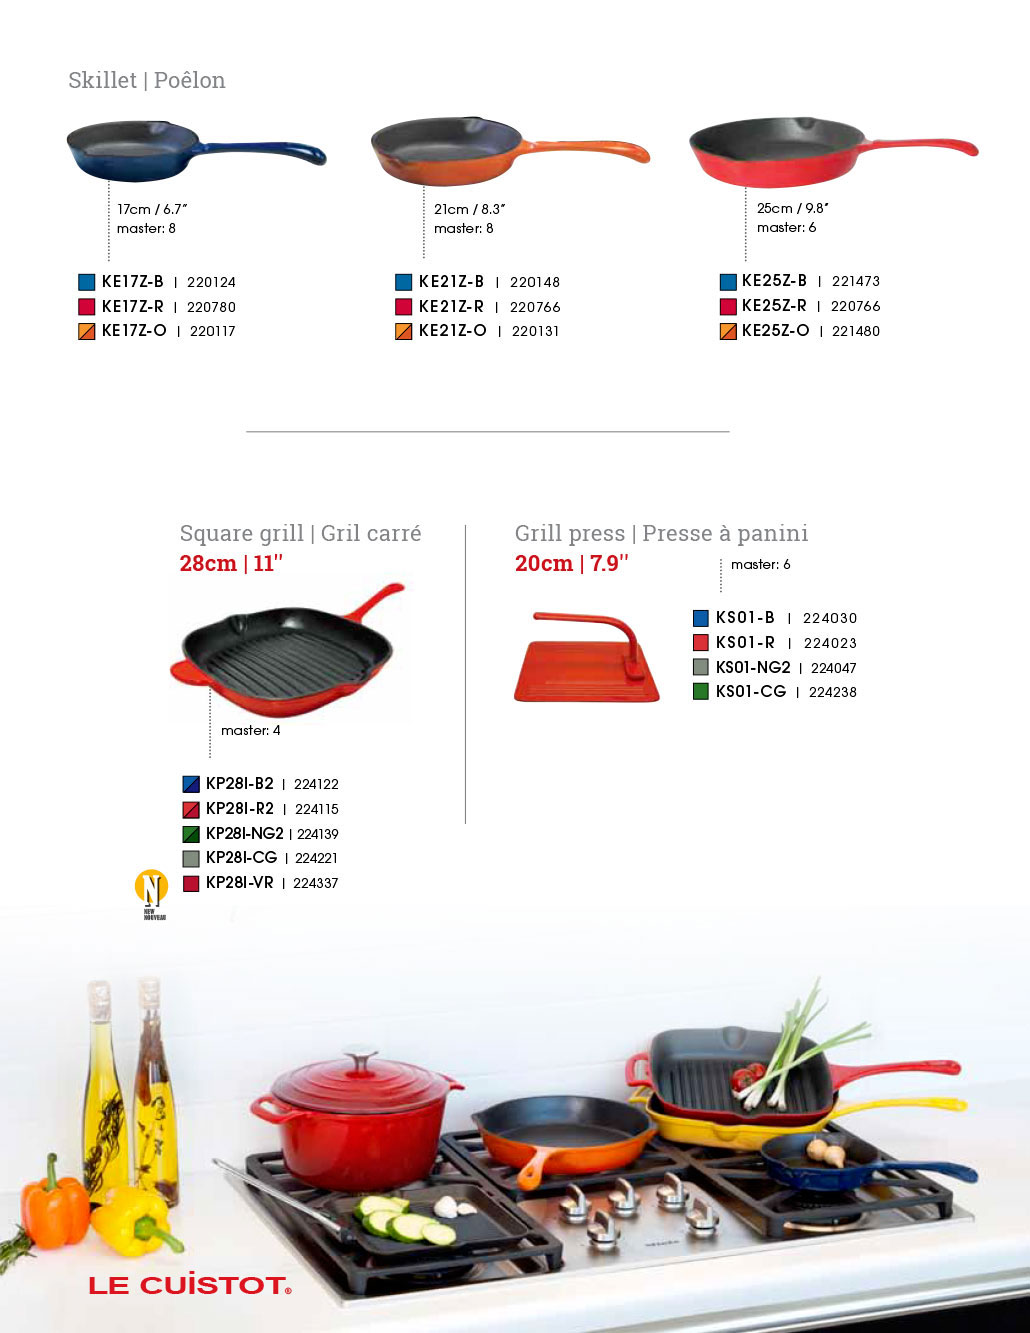 Skillet | Poêlon
17cm / 6.7”
master: 8
KE17Z-B | 220124
KE17Z-R | 220780
KE17Z-O | 220117
21cm / 8.3”
master: 8
KE21Z-B | 220148
KE21Z-R | 220766
KE21Z-O | 220131
25cm / 9.8”
master: 6
KE25Z-B | 221473
KE25Z-R | 220766
KE25Z-O | 221480
Square grill | Gril carré
28cm | 11"
master: 4
KP28I-B2 | 224122
KP28I-R2 | 224115
KP28I-NG2 | 224139
KP28I-CG | 224221
KP28I-VR | 224337
N
NEW
NOUVEAU
Grill press | Presse à panini
20cm | 7.9"
master: 6
KS01-B | 224030
KS01-R | 224023
KS01-NG2 | 224047
KS01-CG | 224238
LE CUiSTOT®